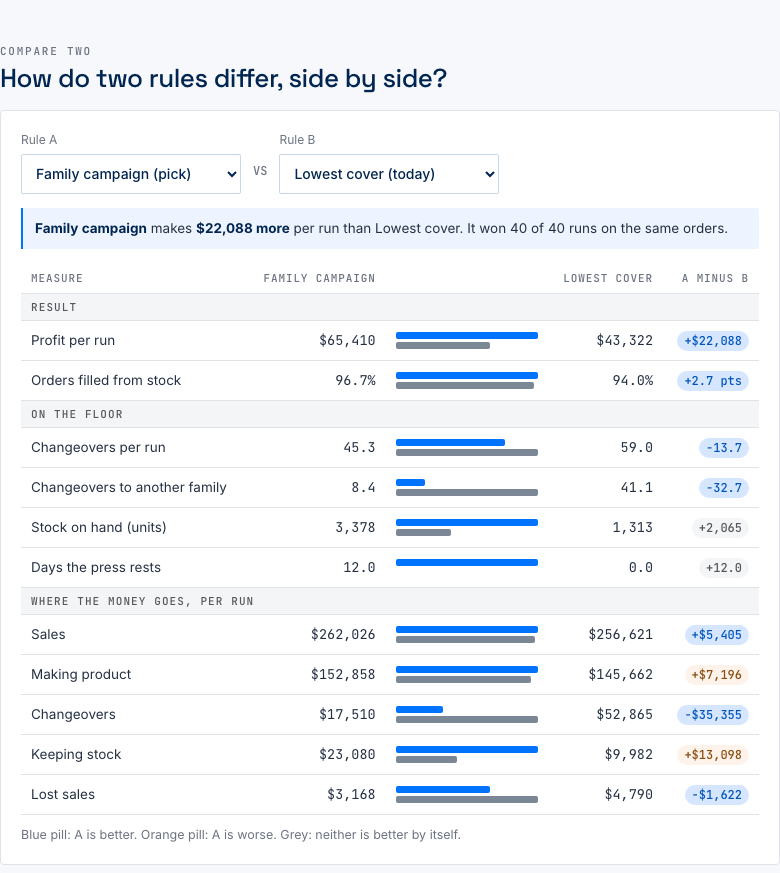 COMPARE TWO
How do two rules differ, side by side?
Rule A
Rule B
Family campaign (pick) VS Lowest cover (today)
Family campaign makes $22,088 more per run than Lowest cover. It won 40 of 40 runs on the same orders.
MEASURE FAMILY CAMPAIGN LOWEST COVER A MINUS B
RESULT
Profit per run $65,410 $43,322 +$22,088
Orders filled from stock 96.7% 94.0% +2.7 pts
ON THE FLOOR
Changeovers per run 45.3 59.0 -13.7
Changeovers to another family 8.4 41.1 -32.7
Stock on hand (units) 3,378 1,313 +2,065
Days the press rests 12.0 0.0 +12.0
WHERE THE MONEY GOES, PER RUN
Sales $262,026 $256,621 +$5,405
Making product $152,858 $145,662 +$7,196
Changeovers $17,510 $52,865 -$35,355
Keeping stock $23,080 $9,982 +$13,098
Lost sales $3,168 $4,790 -$1,622
Blue pill: A is better. Orange pill: A is worse. Grey: neither is better by itself.